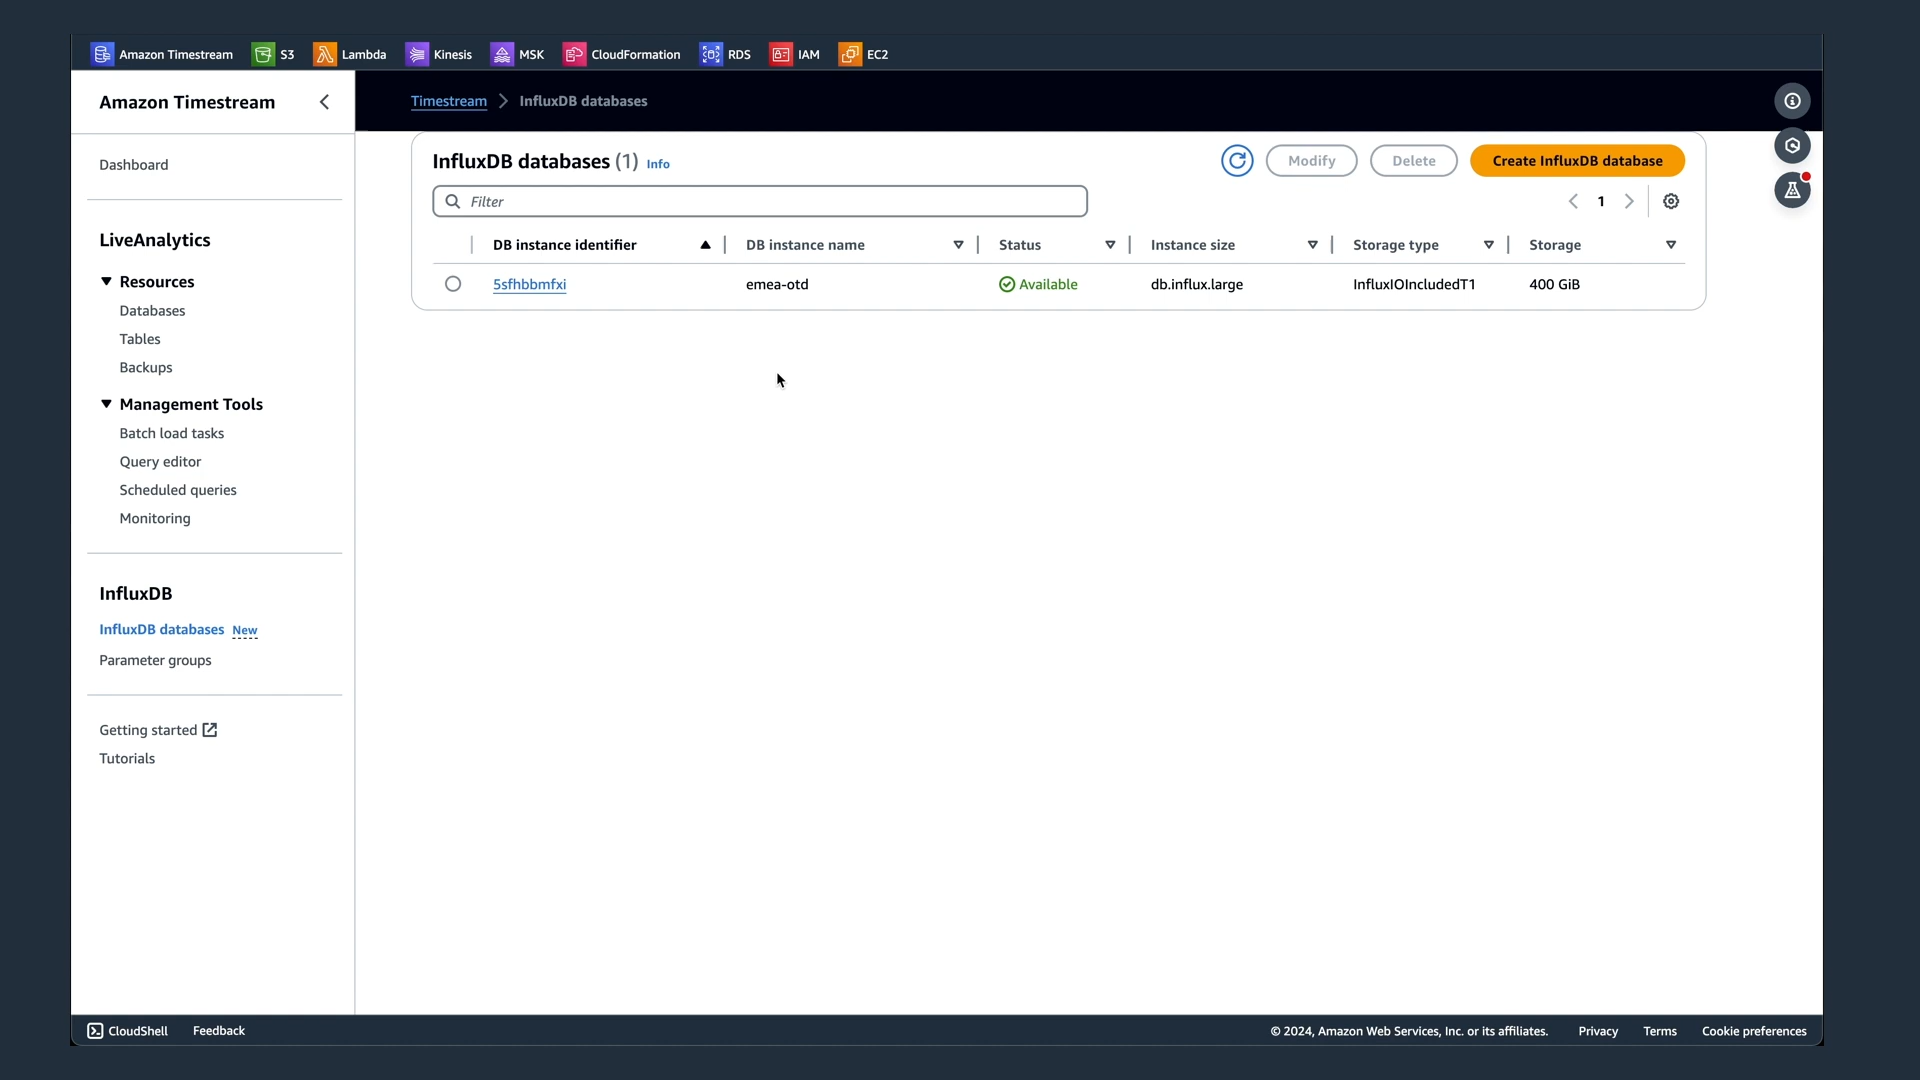 Amazon Timestream S3 Lambda Kinesis MSK CloudFormation RDS IAM EC2
Amazon Timestream
Timestream InfluxDB databases
Dashboard
LiveAnalytics
Resources
Databases
Tables
Backups
Management Tools
Batch load tasks
Query editor
Scheduled queries
Monitoring
InfluxDB
InfluxDB databases New
Parameter groups
Getting started
Tutorials
InfluxDB databases (1) Info
Modify Delete Create InfluxDB database
Filter
1
DB instance identifier DB instance name Status Instance size Storage type Storage
5sfhbbmfxi emea-otd Available db.influx.large InfluxIOIncludedT1 400 GiB
CloudShell Feedback © 2024, Amazon Web Services, Inc. or its affiliates. Privacy Terms Cookie preferences